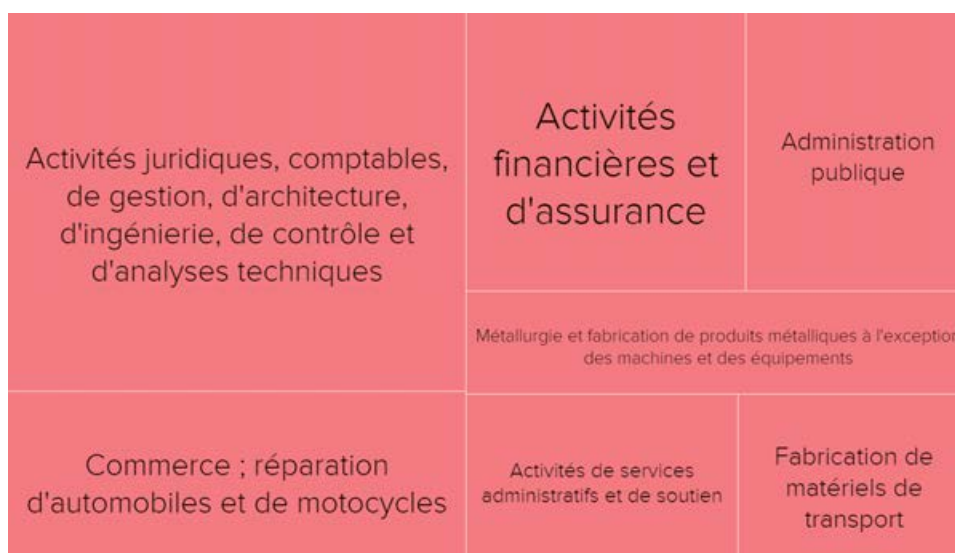 Activités juridiques, comptables,
de gestion, d'architecture,
d'ingénierie, de contrôle et
d'analyses techniques
Activités
financières et
d'assurance
Administration
publique
Métallurgie et fabrication de produits métalliques à l'exception
des machines et des équipements
Commerce ; réparation
d'automobiles et de motocycles
Activités de services
administratifs et de soutien
Fabrication de
matériels de
transport